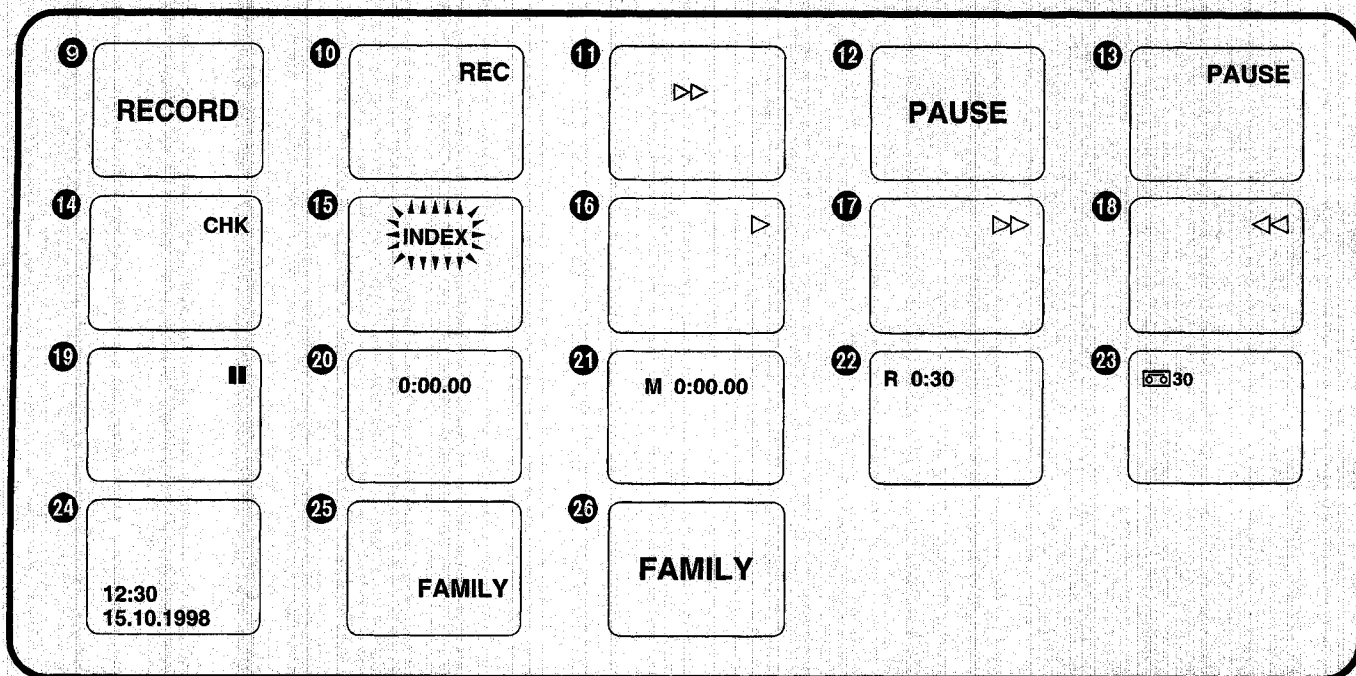 9 RECORD
10 REC
11 ▷▷
12 PAUSE
13 PAUSE
14 CHK
15 INDEX
16 ▷
17 ▷▷
18 ◁◁
19 ▮▮
20 0:00.00
21 M 0:00.00
22 R 0:30
23 30
24 12:30
15.10.1998
25 FAMILY
26 FAMILY